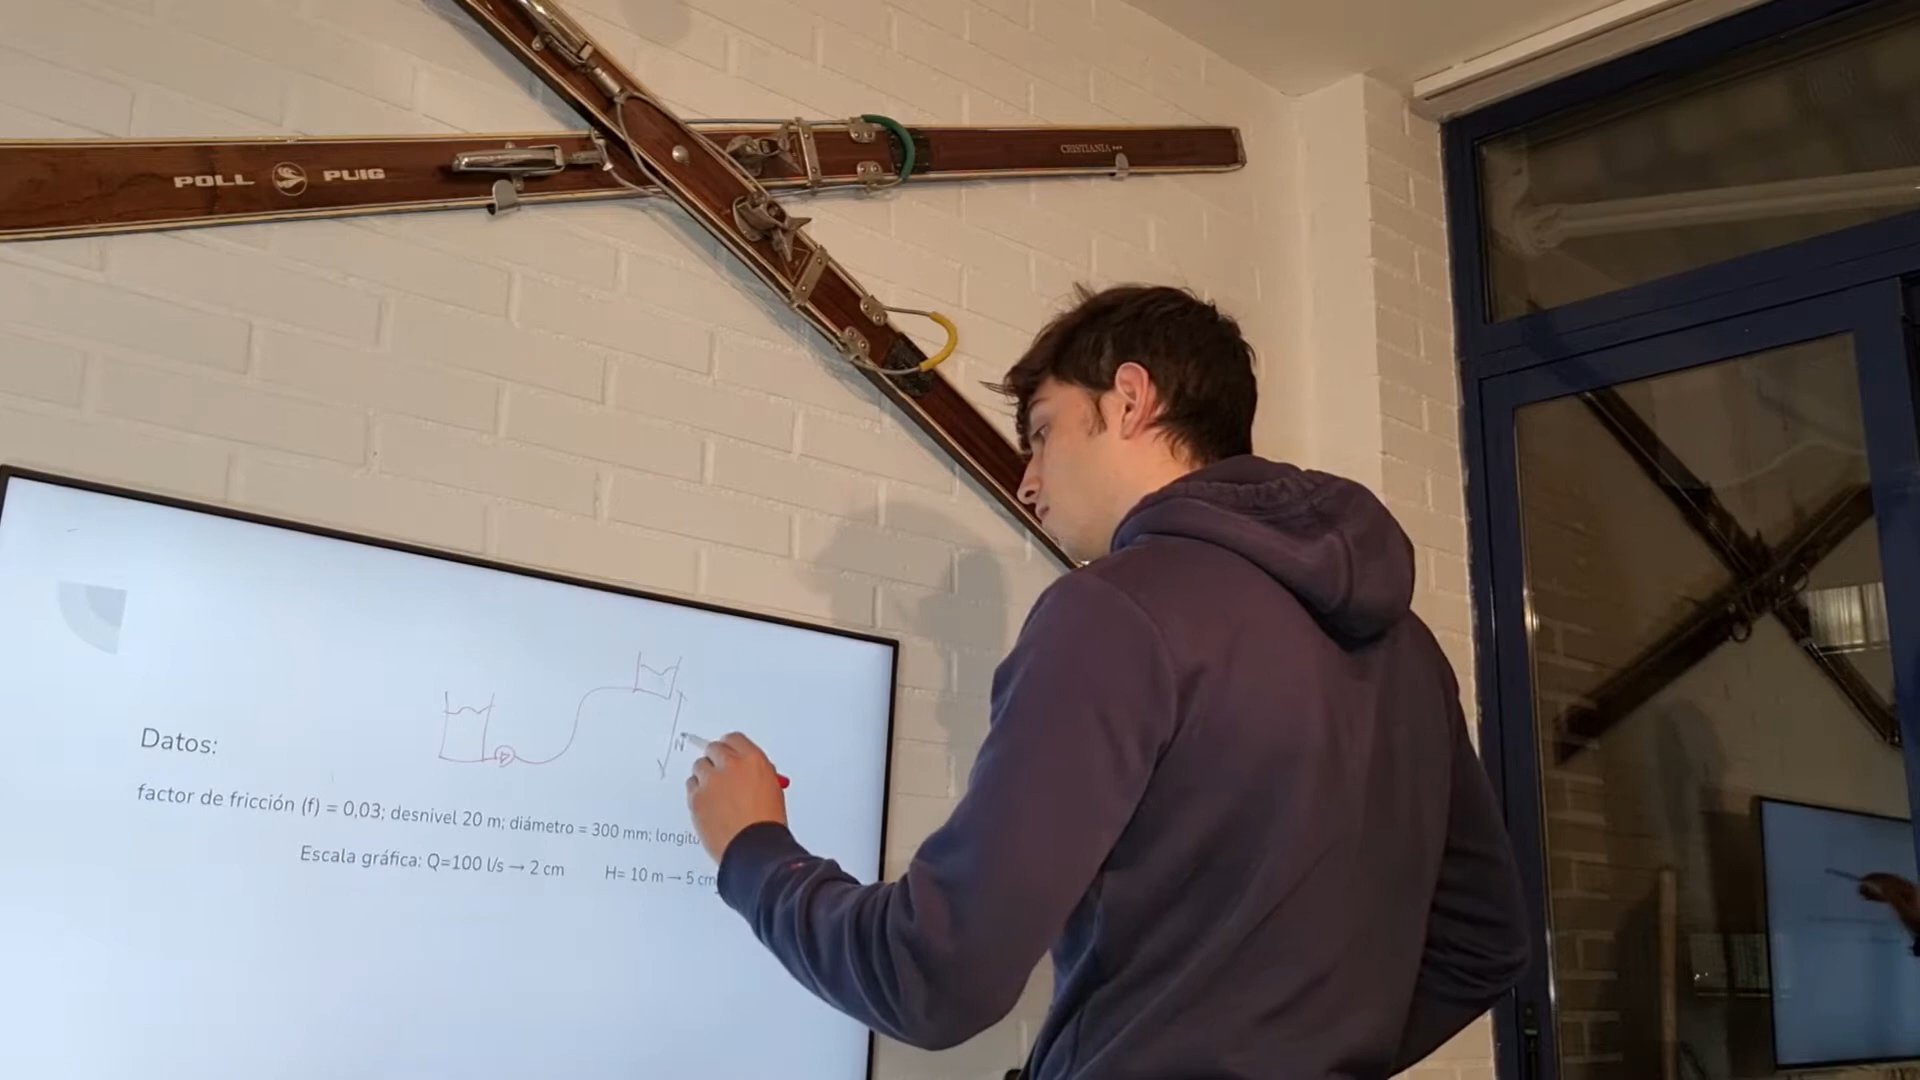 POLL PUIG
CRISTIANIA
Datos:
factor de fricción (f) = 0,03; desnivel 20 m; diámetro = 300 mm; longitu
Escala gráfica: Q=100 l/s → 2 cm H= 10 m → 5 cm